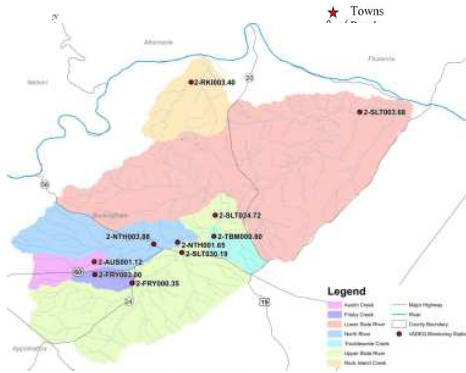 Towns
Albemarle
Fluvanna
Nelson
20
2-RKI003.40
2-SLT003.68
56
Buckingham
2-SLT024.72
2-NTH003.86
2-TBM000.80
2-NTH001.65
2-SLT030.19
2-AUS001.12
60
2-FRY003.00
2-FRY000.35
24
15
Appomattox
Legend
Austin Creek
Frisby Creek
Lower Slate River
North River
Troublesome Creek
Upper Slate River
Rock Island Creek
Major Highway
River
County Boundary
VADEQ Monitoring Station